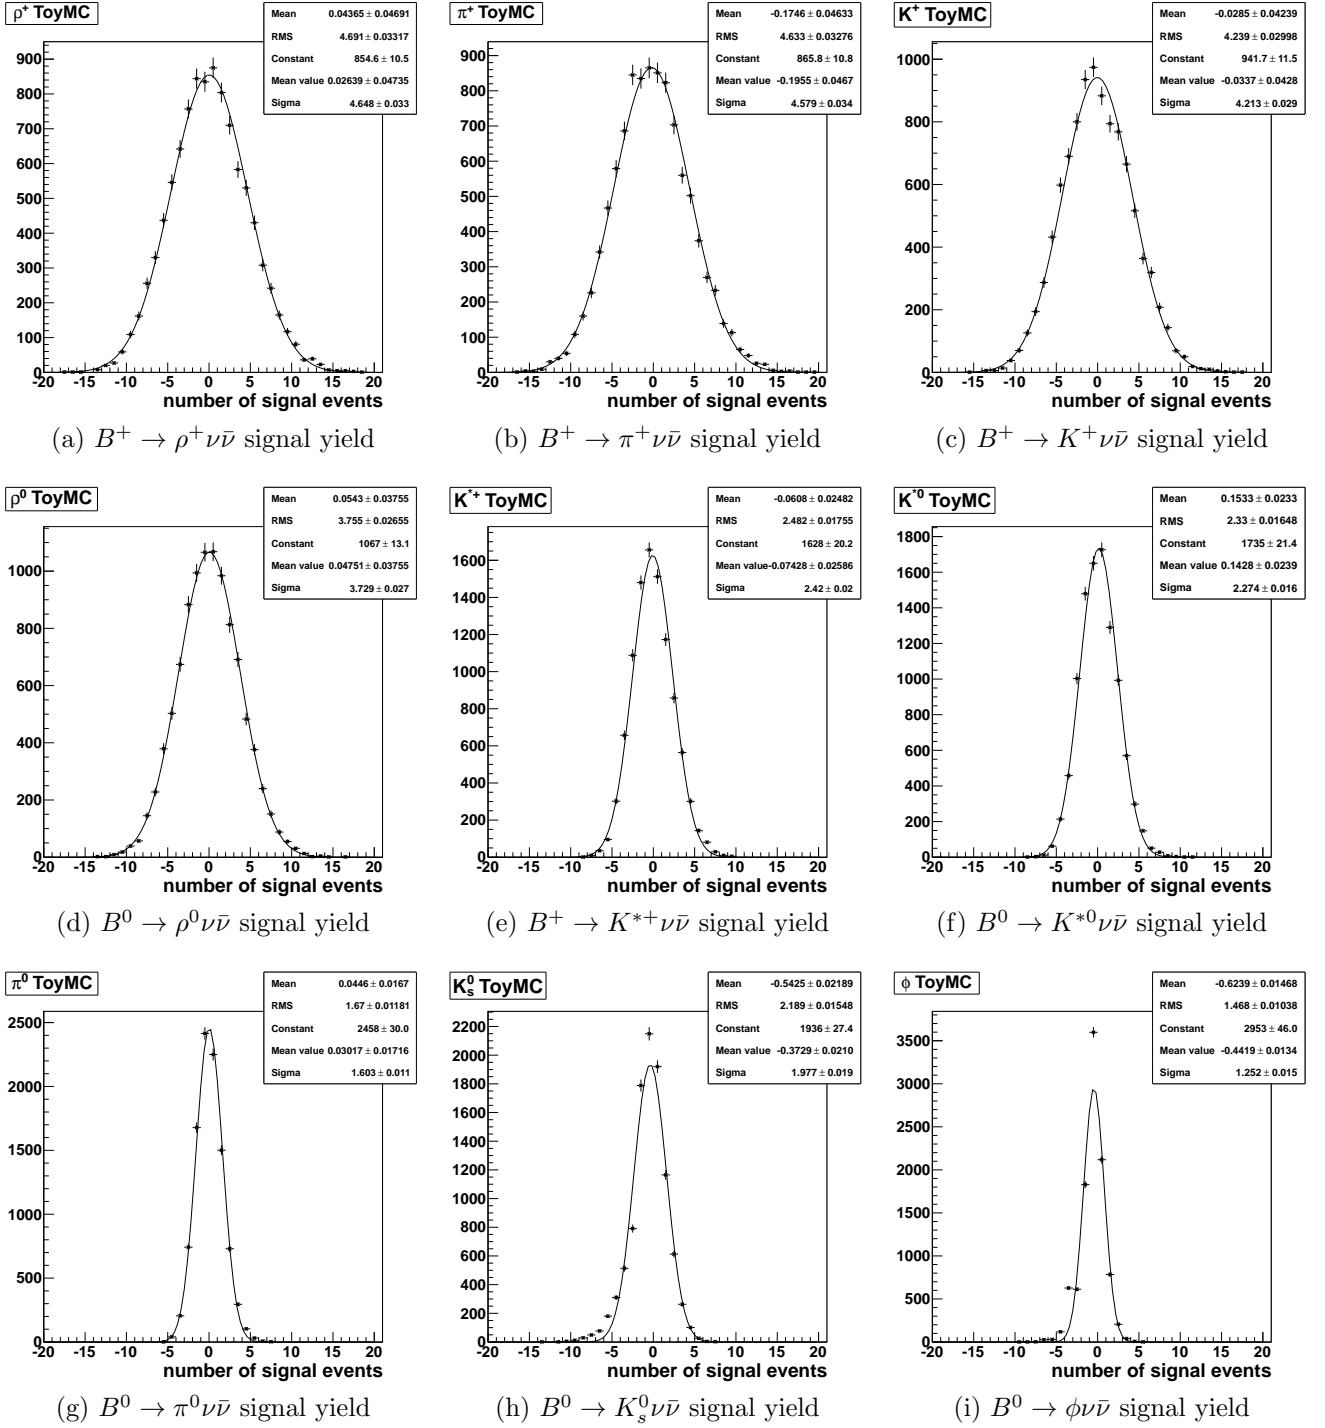 ρ+ ToyMC
Mean 0.04365 ± 0.04691
RMS 4.691 ± 0.03317
Constant 854.6 ± 10.5
Mean value 0.02639 ± 0.04735
Sigma 4.648 ± 0.033
900
800
700
600
500
400
300
200
100
0
-20 -15 -10 -5 0 5 10 15 20
number of signal events
(a) B+ → ρ+νν̄ signal yield
π+ ToyMC
Mean -0.1746 ± 0.04633
RMS 4.633 ± 0.03276
Constant 865.8 ± 10.8
Mean value -0.1955 ± 0.0467
Sigma 4.579 ± 0.034
900
800
700
600
500
400
300
200
100
0
-20 -15 -10 -5 0 5 10 15 20
number of signal events
(b) B+ → π+νν̄ signal yield
K+ ToyMC
Mean -0.0285 ± 0.04239
RMS 4.239 ± 0.02998
Constant 941.7 ± 11.5
Mean value -0.0337 ± 0.0428
Sigma 4.213 ± 0.029
1000
800
600
400
200
0
-20 -15 -10 -5 0 5 10 15 20
number of signal events
(c) B+ → K+νν̄ signal yield
ρ0 ToyMC
Mean 0.0543 ± 0.03755
RMS 3.755 ± 0.02655
Constant 1067 ± 13.1
Mean value 0.04751 ± 0.03755
Sigma 3.729 ± 0.027
1000
800
600
400
200
0
-20 -15 -10 -5 0 5 10 15 20
number of signal events
(d) B0 → ρ0νν̄ signal yield
K*+ ToyMC
Mean -0.0608 ± 0.02482
RMS 2.482 ± 0.01755
Constant 1628 ± 20.2
Mean value-0.07428 ± 0.02586
Sigma 2.42 ± 0.02
1600
1400
1200
1000
800
600
400
200
0
-20 -15 -10 -5 0 5 10 15 20
number of signal events
(e) B+ → K*+νν̄ signal yield
K*0 ToyMC
Mean 0.1533 ± 0.0233
RMS 2.33 ± 0.01648
Constant 1735 ± 21.4
Mean value 0.1428 ± 0.0239
Sigma 2.274 ± 0.016
1800
1600
1400
1200
1000
800
600
400
200
0
-20 -15 -10 -5 0 5 10 15 20
number of signal events
(f) B0 → K*0νν̄ signal yield
π0 ToyMC
Mean 0.0446 ± 0.0167
RMS 1.67 ± 0.01181
Constant 2458 ± 30.0
Mean value 0.03017 ± 0.01716
Sigma 1.603 ± 0.011
2500
2000
1500
1000
500
0
-20 -15 -10 -5 0 5 10 15 20
number of signal events
(g) B0 → π0νν̄ signal yield
K0s ToyMC
Mean -0.5425 ± 0.02189
RMS 2.189 ± 0.01548
Constant 1936 ± 27.4
Mean value -0.3729 ± 0.0210
Sigma 1.977 ± 0.019
2200
2000
1800
1600
1400
1200
1000
800
600
400
200
0
-20 -15 -10 -5 0 5 10 15 20
number of signal events
(h) B0 → K0sνν̄ signal yield
ϕ ToyMC
Mean -0.6239 ± 0.01468
RMS 1.468 ± 0.01038
Constant 2953 ± 46.0
Mean value -0.4419 ± 0.0134
Sigma 1.252 ± 0.015
3500
3000
2500
2000
1500
1000
500
0
-20 -15 -10 -5 0 5 10 15 20
number of signal events
(i) B0 → ϕνν̄ signal yield